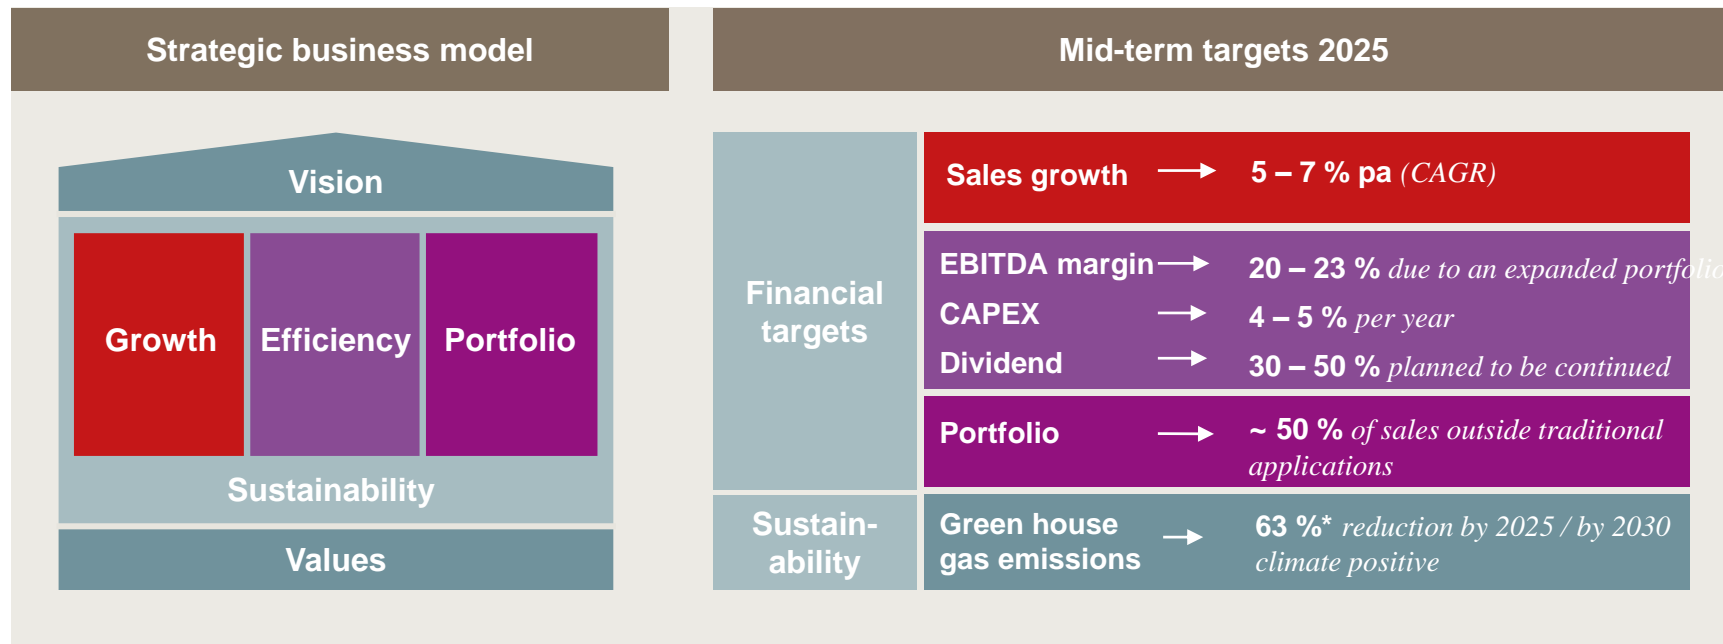 Strategic business model
Vision
Growth
Efficiency
Portfolio
Sustainability
Values
Mid-term targets 2025
Financial
targets
Sales growth
5 – 7 % pa (CAGR)
EBITDA margin
20 – 23 % due to an expanded portfolio
CAPEX
4 – 5 % per year
Dividend
30 – 50 % planned to be continued
Portfolio
~ 50 % of sales outside traditional
applications
Sustain-
ability
Green house
gas emissions
63 %* reduction by 2025 / by 2030
climate positive